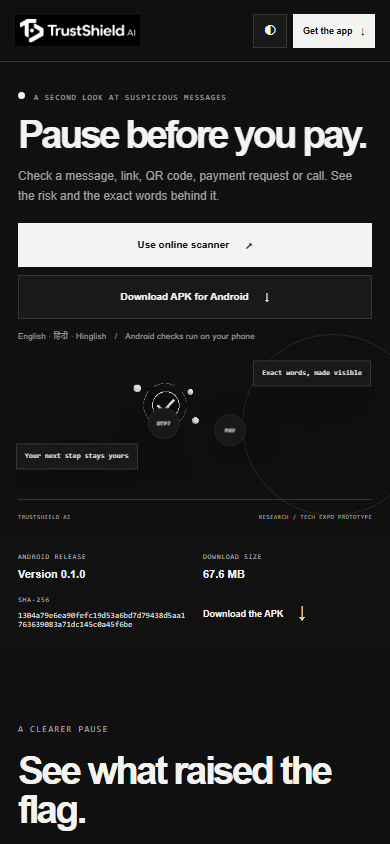 TrustShield AI
Get the app ↓
A SECOND LOOK AT SUSPICIOUS MESSAGES
Pause before you pay.
Check a message, link, QR code, payment request or call. See
the risk and the exact words behind it.
Use online scanner ↗
Download APK for Android ↓
English · हिंदी · Hinglish / Android checks run on your phone
Exact words, made visible
OTP?
PAY
Your next step stays yours
TRUSTSHIELD AI
RESEARCH / TECH EXPO PROTOTYPE
ANDROID RELEASE
Version 0.1.0
DOWNLOAD SIZE
67.6 MB
SHA-256
1304a79e6ea90fefc19d53a6bd7d79438d5aa1
763639083a71dc145c0a45f6be
Download the APK ↓
A CLEARER PAUSE
See what raised the
flag.